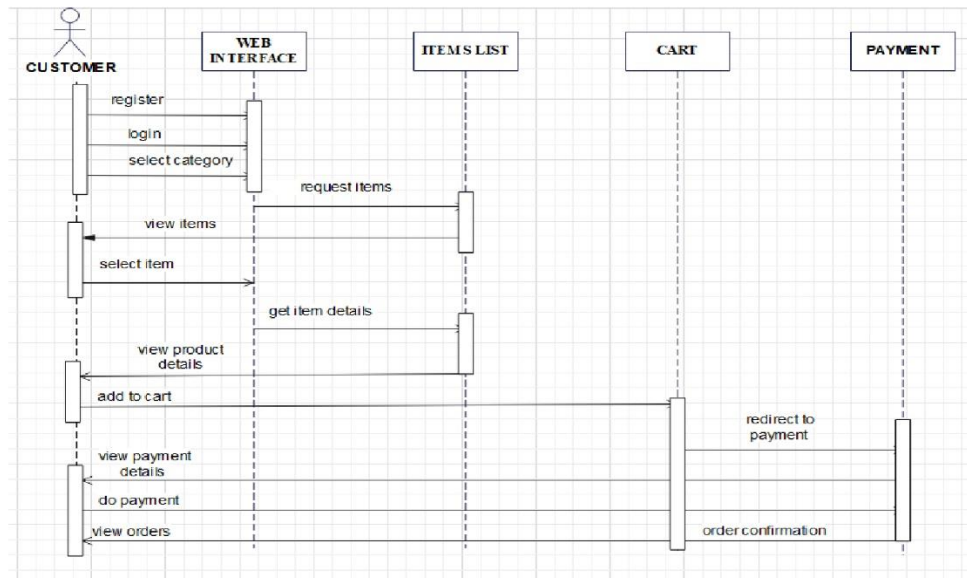 CUSTOMER
WEB
INTERFACE
ITEMS LIST
CART
PAYMENT
register
login
select category
request items
view items
select item
get item details
view product
details
add to cart
redirect to
payment
view payment
details
do payment
view orders
order confirmation